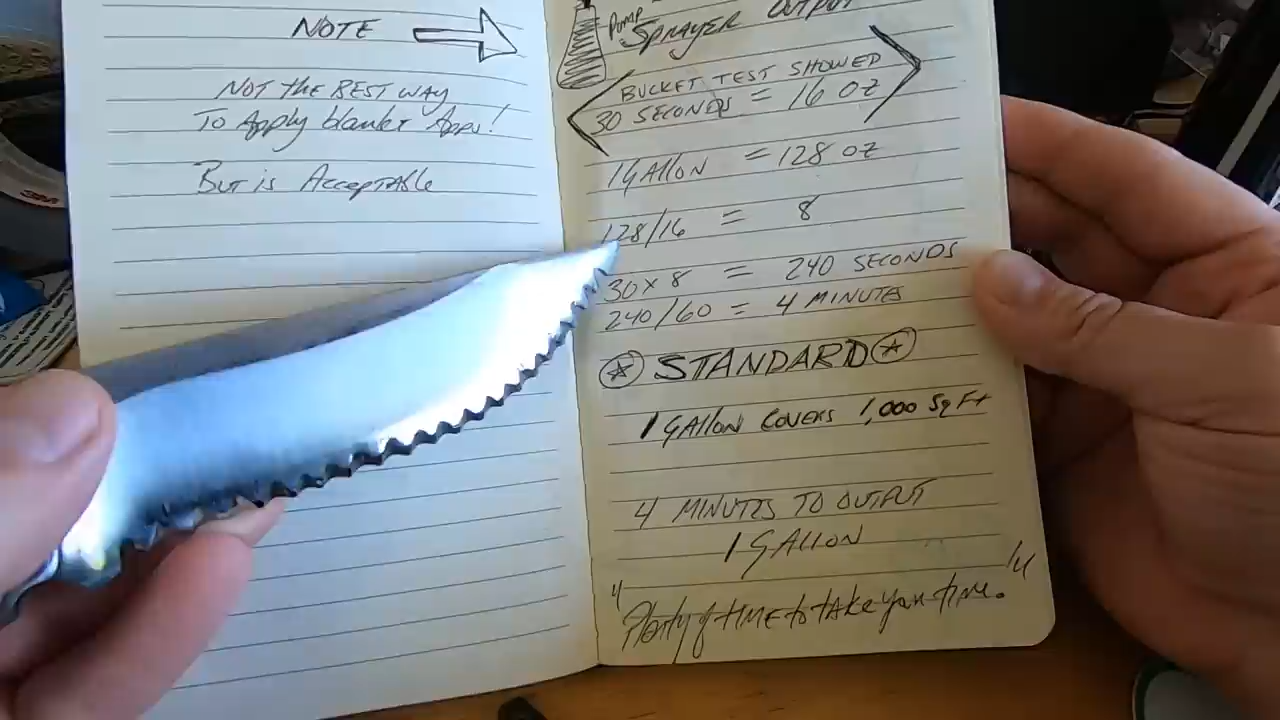 NOTE
NOT the BEST WAY
To Apply blanket Apps!
But is Acceptable
Pump
SPRAYER OUTPUT
BUCKET TEST SHOWED
30 SECONDS = 16 OZ
1 GAllON = 128 OZ
128/16 = 8
30 x 8 = 240 SECONDS
240/60 = 4 MINUTES
STANDARD
1 GAllON COVERS 1,000 Sq Ft
4 MINUTES TO OUTPUT
1 GAllON
"Plenty of TIME to take your time."
3M